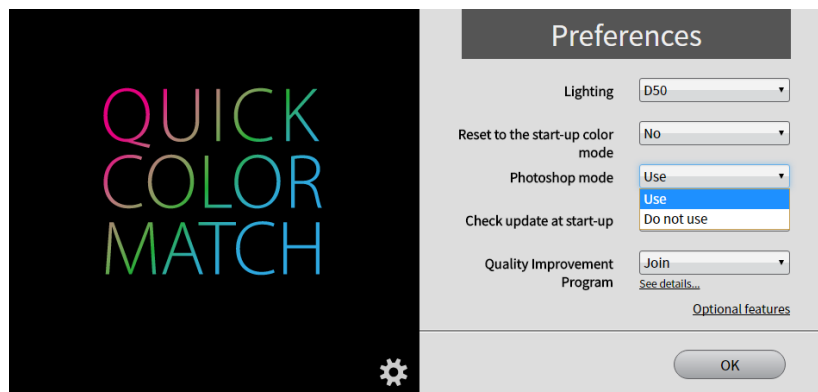 QUICK
COLOR
MATCH
Preferences
Lighting
D50
Reset to the start-up color
mode
No
Photoshop mode
Use
Use
Do not use
Check update at start-up
Quality Improvement
Program
Join
See details...
Optional features
OK